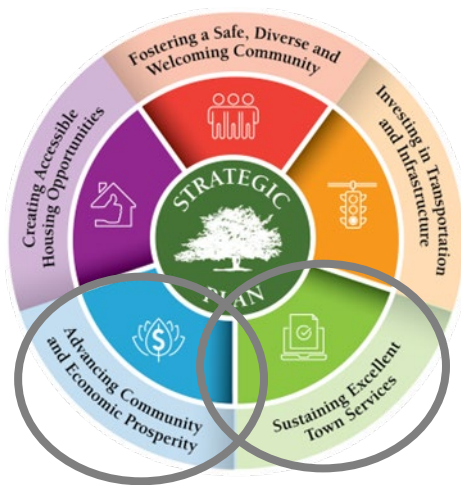 Fostering a Safe, Diverse and
Welcoming Community
Investing in Transportation
and Infrastructure
Sustaining Excellent
Town Services
Advancing Community
and Economic Prosperity
Creating Accessible
Housing Opportunities
STRATEGIC
PLAN
$